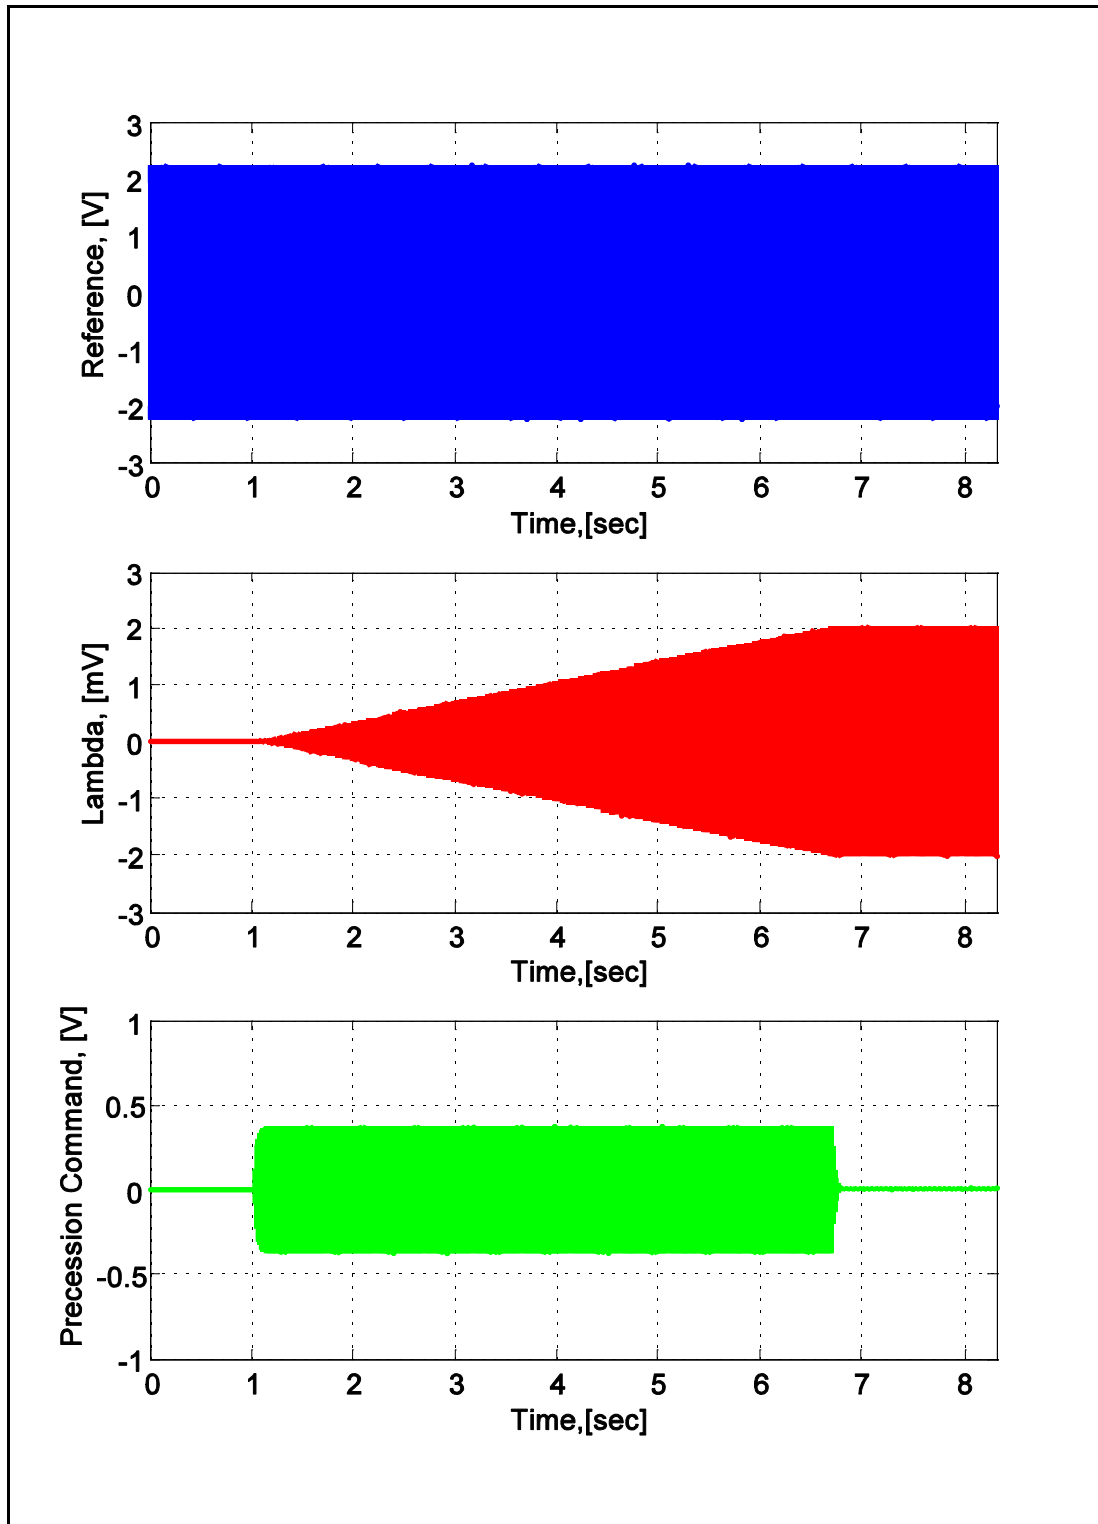 3
2
1
0
-1
-2
-3
Reference, [V]
0 1 2 3 4 5 6 7 8
Time,[sec]
3
2
1
0
-1
-2
-3
Lambda, [mV]
0 1 2 3 4 5 6 7 8
Time,[sec]
1
0.5
0
-0.5
-1
Precession Command, [V]
0 1 2 3 4 5 6 7 8
Time,[sec]